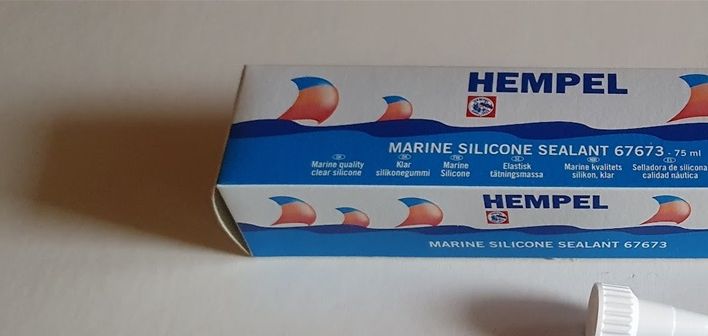 HEMPEL
MARINE SILICONE SEALANT 67673 - 75 ml
Marine quality clear silicone
Klar silikonegummi
Marine Silicone
Elastisk tätningsmassa
Marine kvalitets silikon, klar
Selladora de silicona calidad náutica
HEMPEL
MARINE SILICONE SEALANT 67673